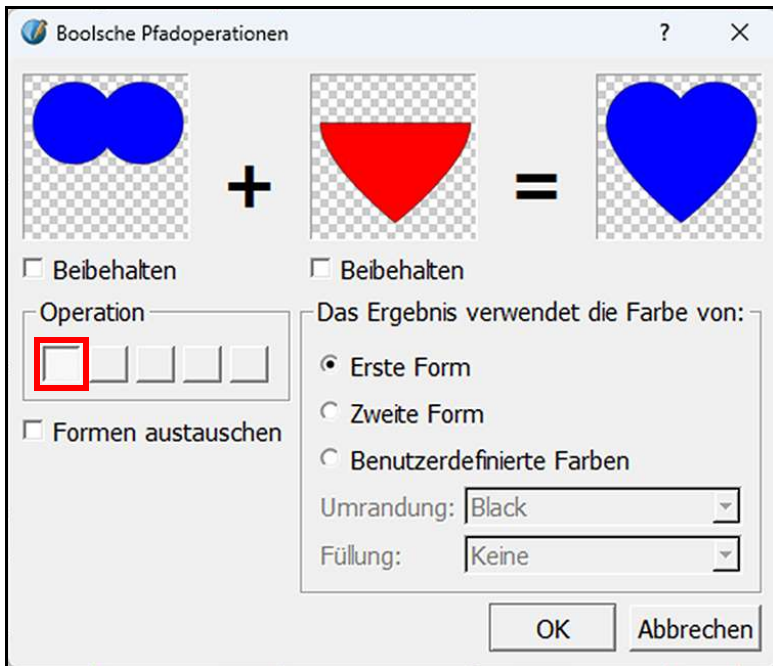 Boolsche Pfadoperationen
? ×
+ =
Beibehalten Beibehalten
Operation
Das Ergebnis verwendet die Farbe von:
Erste Form
Zweite Form
Formen austauschen
Benutzerdefinierte Farben
Umrandung: Black
Füllung: Keine
OK Abbrechen